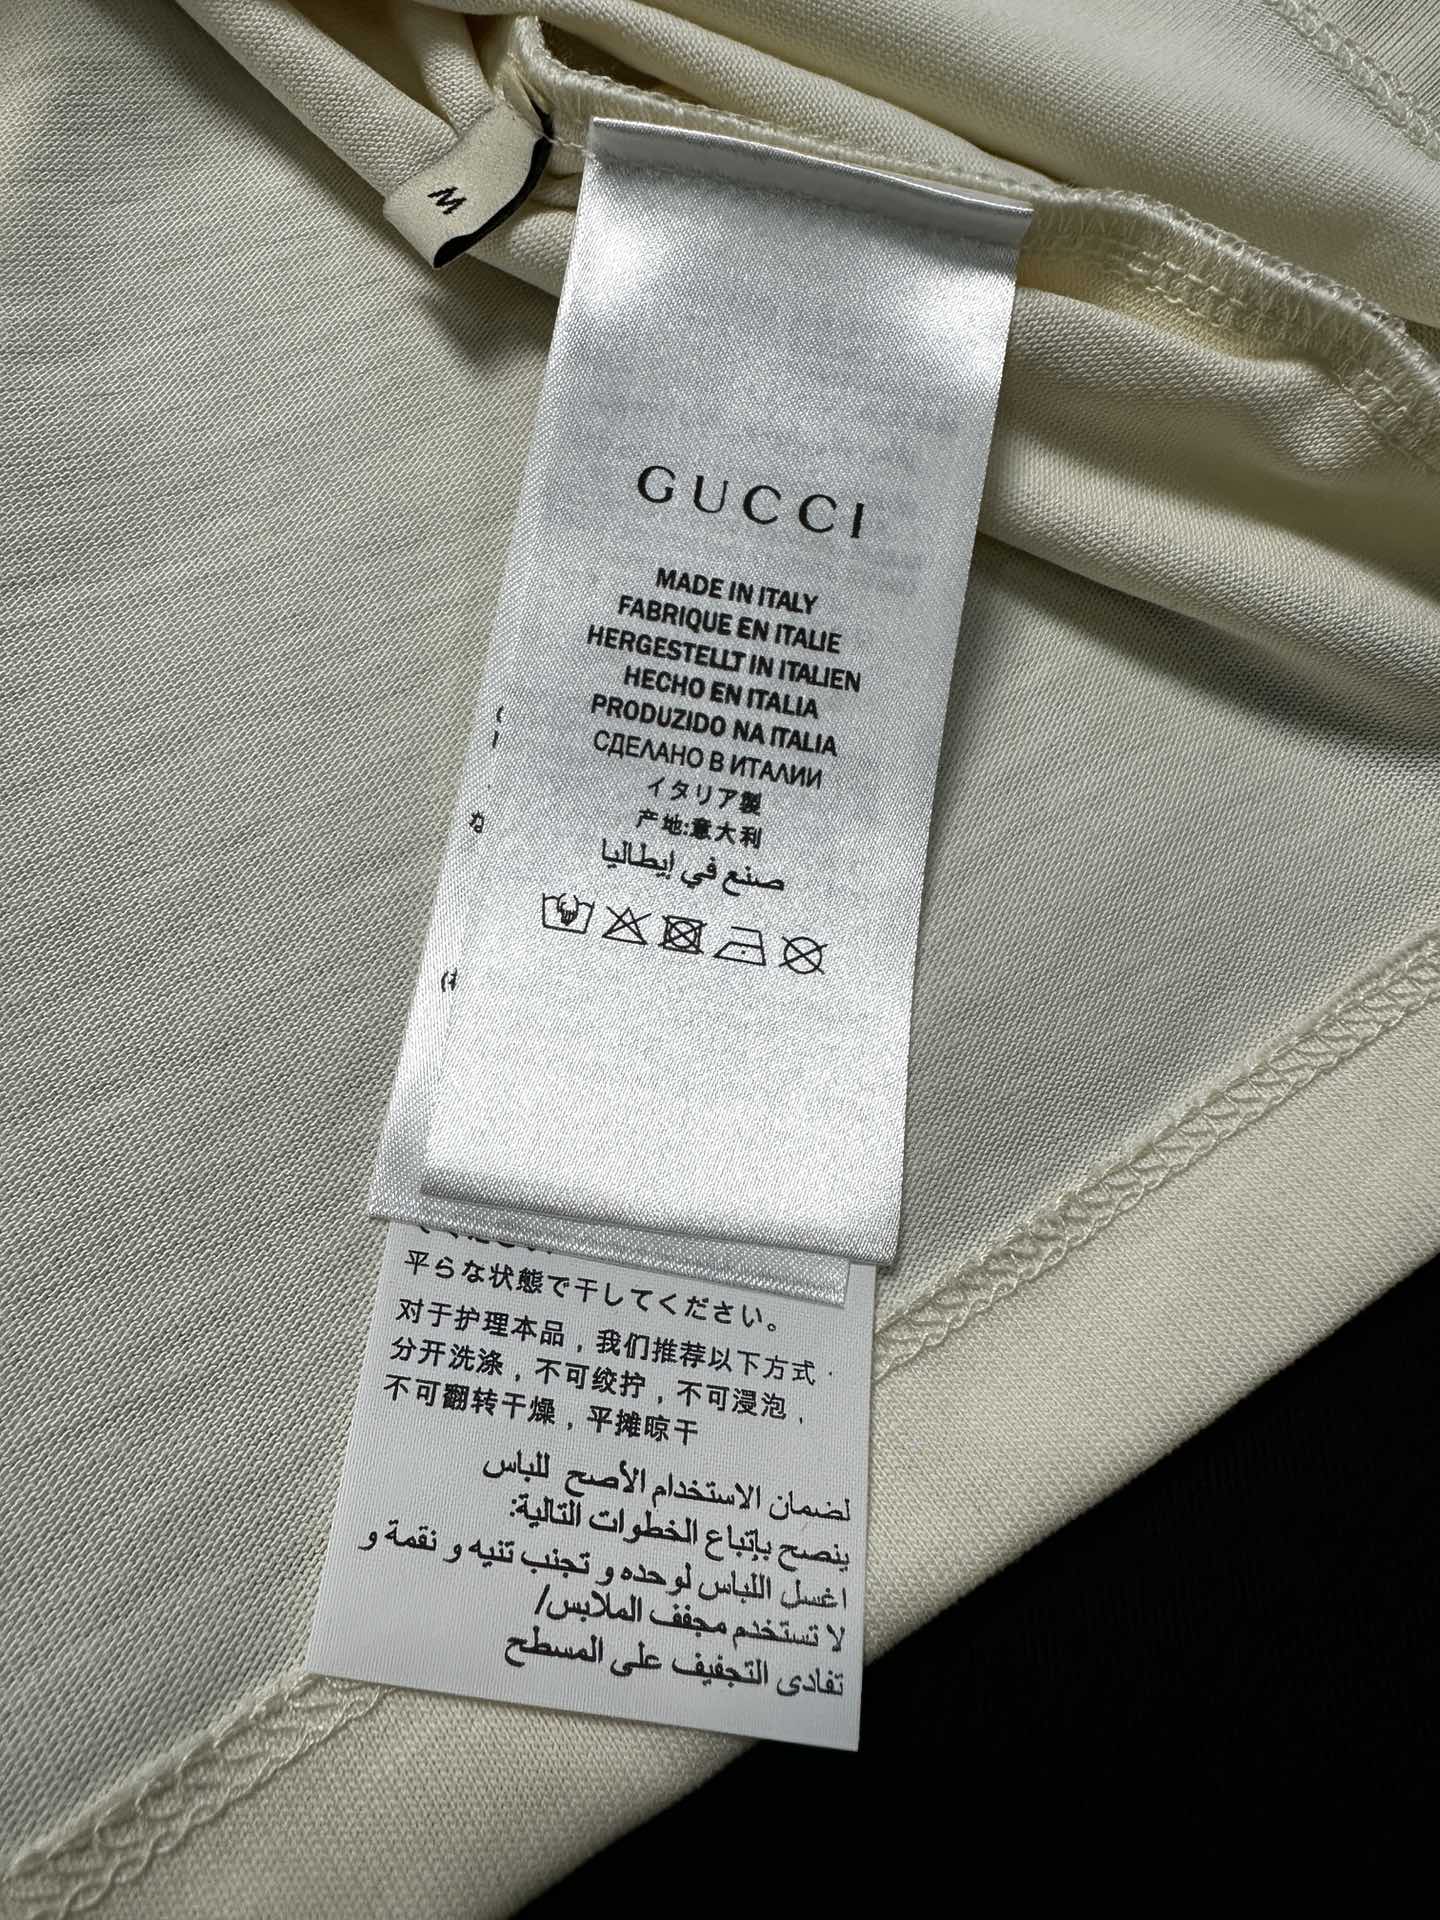 M
GUCCI
MADE IN ITALY
FABRIQUE EN ITALIE
HERGESTELLT IN ITALIEN
HECHO EN ITALIA
PRODUZIDO NA ITALIA
СДЕЛАНО В ИТАЛИИ
イタリア製
产地:意大利
صنع في إيطاليا
平らな状態で干してください。
对于护理本品，我们推荐以下方式·
分开洗涤，不可绞拧，不可浸泡，
不可翻转干燥，平摊晾干
لضمان الاستخدام الأصح للباس
ينصح بإتباع الخطوات التالية:
اغسل اللباس لوحده و تجنب تنيه و نقمة و
لا تستخدم مجفف الملابس/
تفادى التجفيف على المسطح